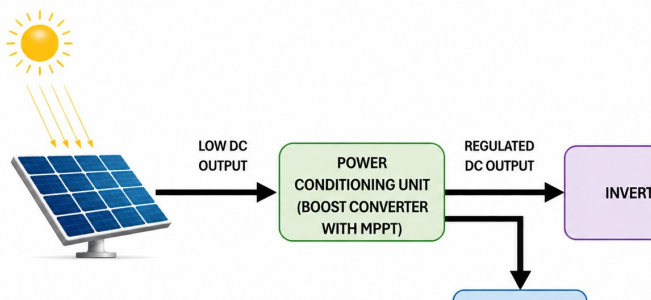 LOW DC
OUTPUT
POWER
CONDITIONING UNIT
(BOOST CONVERTER
WITH MPPT)
REGULATED
DC OUTPUT
INVERT